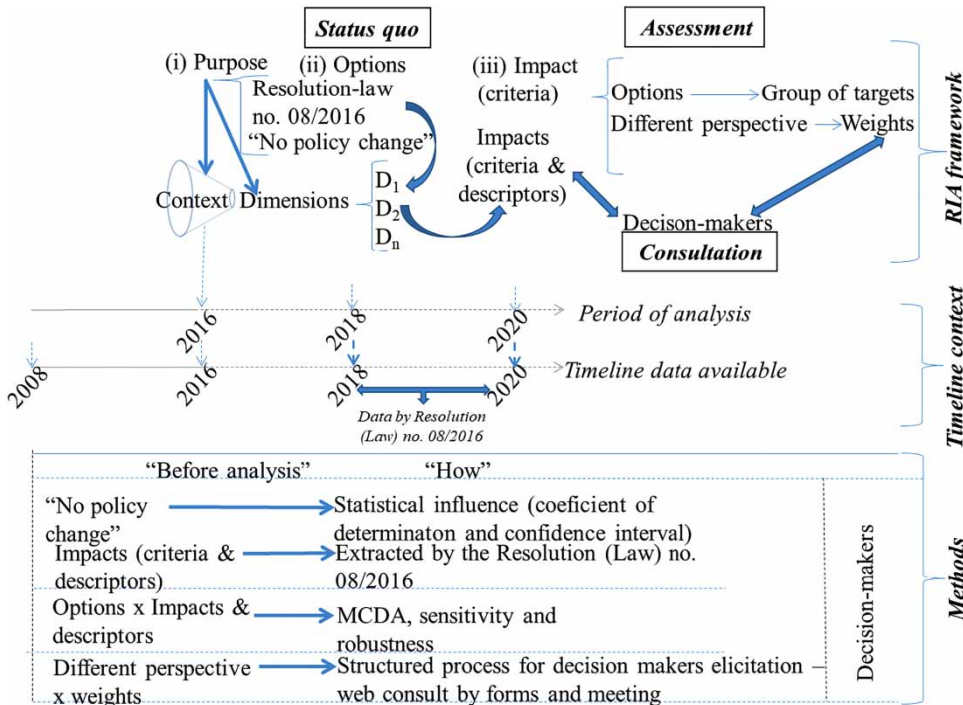 Status quo
Assessment
(i) Purpose
(ii) Options
Resolution-law
no. 08/2016
“No policy change”
(iii) Impact
(criteria)
Options
Group of targets
Different perspective
Weights
Impacts
(criteria &
descriptors)
Context
Dimensions
D1
D2
Dn
Decison-makers
Consultation
RIA framework
2016
2018
2020
Period of analysis
2008
2016
2018
2020
Timeline data available
Data by Resolution
(Law) no. 08/2016
Timeline context
“Before analysis”
“How”
“No policy
change”
Statistical influence (coeficient of
determinaton and confidence interval)
Impacts (criteria &
descriptors)
Extracted by the Resolution (Law) no.
08/2016
Options x Impacts &
descriptors
MCDA, sensitivity and
robustness
Different perspective
x weights
Structured process for decision makers elicitation
web consult by forms and meeting
Decision-makers
Methods